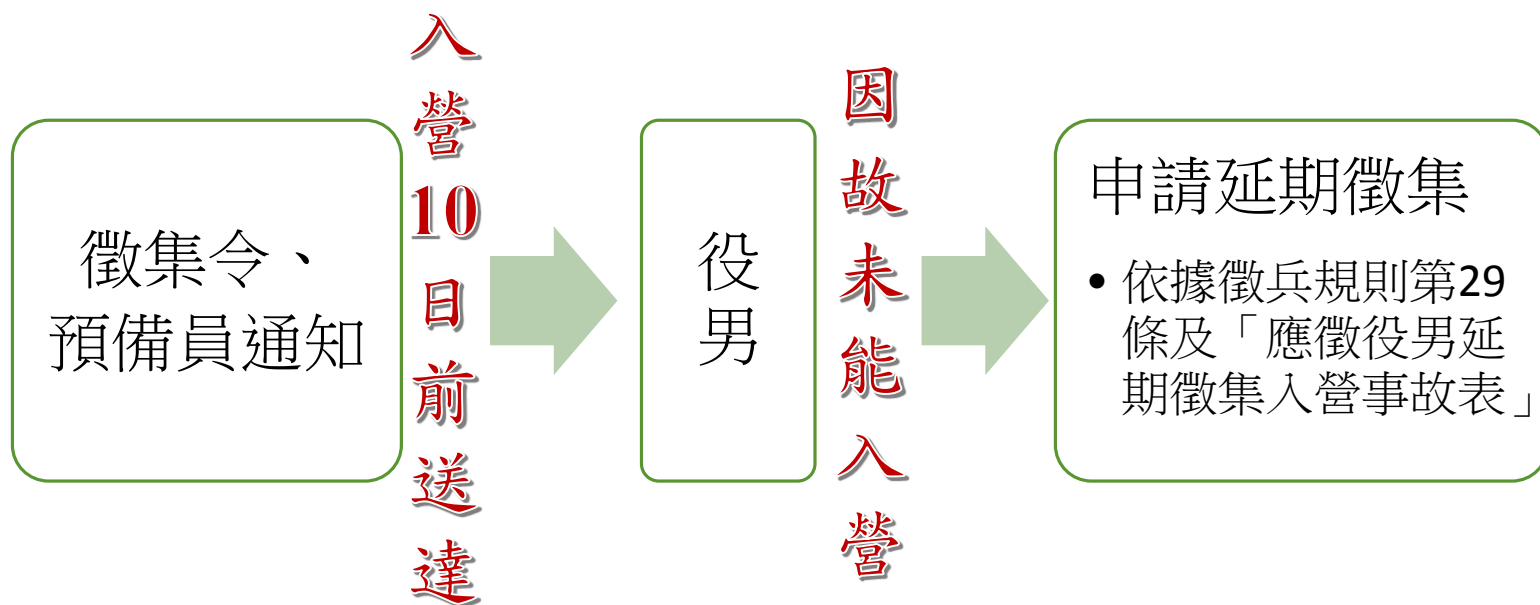 徵集令、
預備員通知
入營10日前送達
役男
因故未能入營
申請延期徵集
• 依據徵兵規則第29
條及「應徵役男延
期徵集入營事故表」